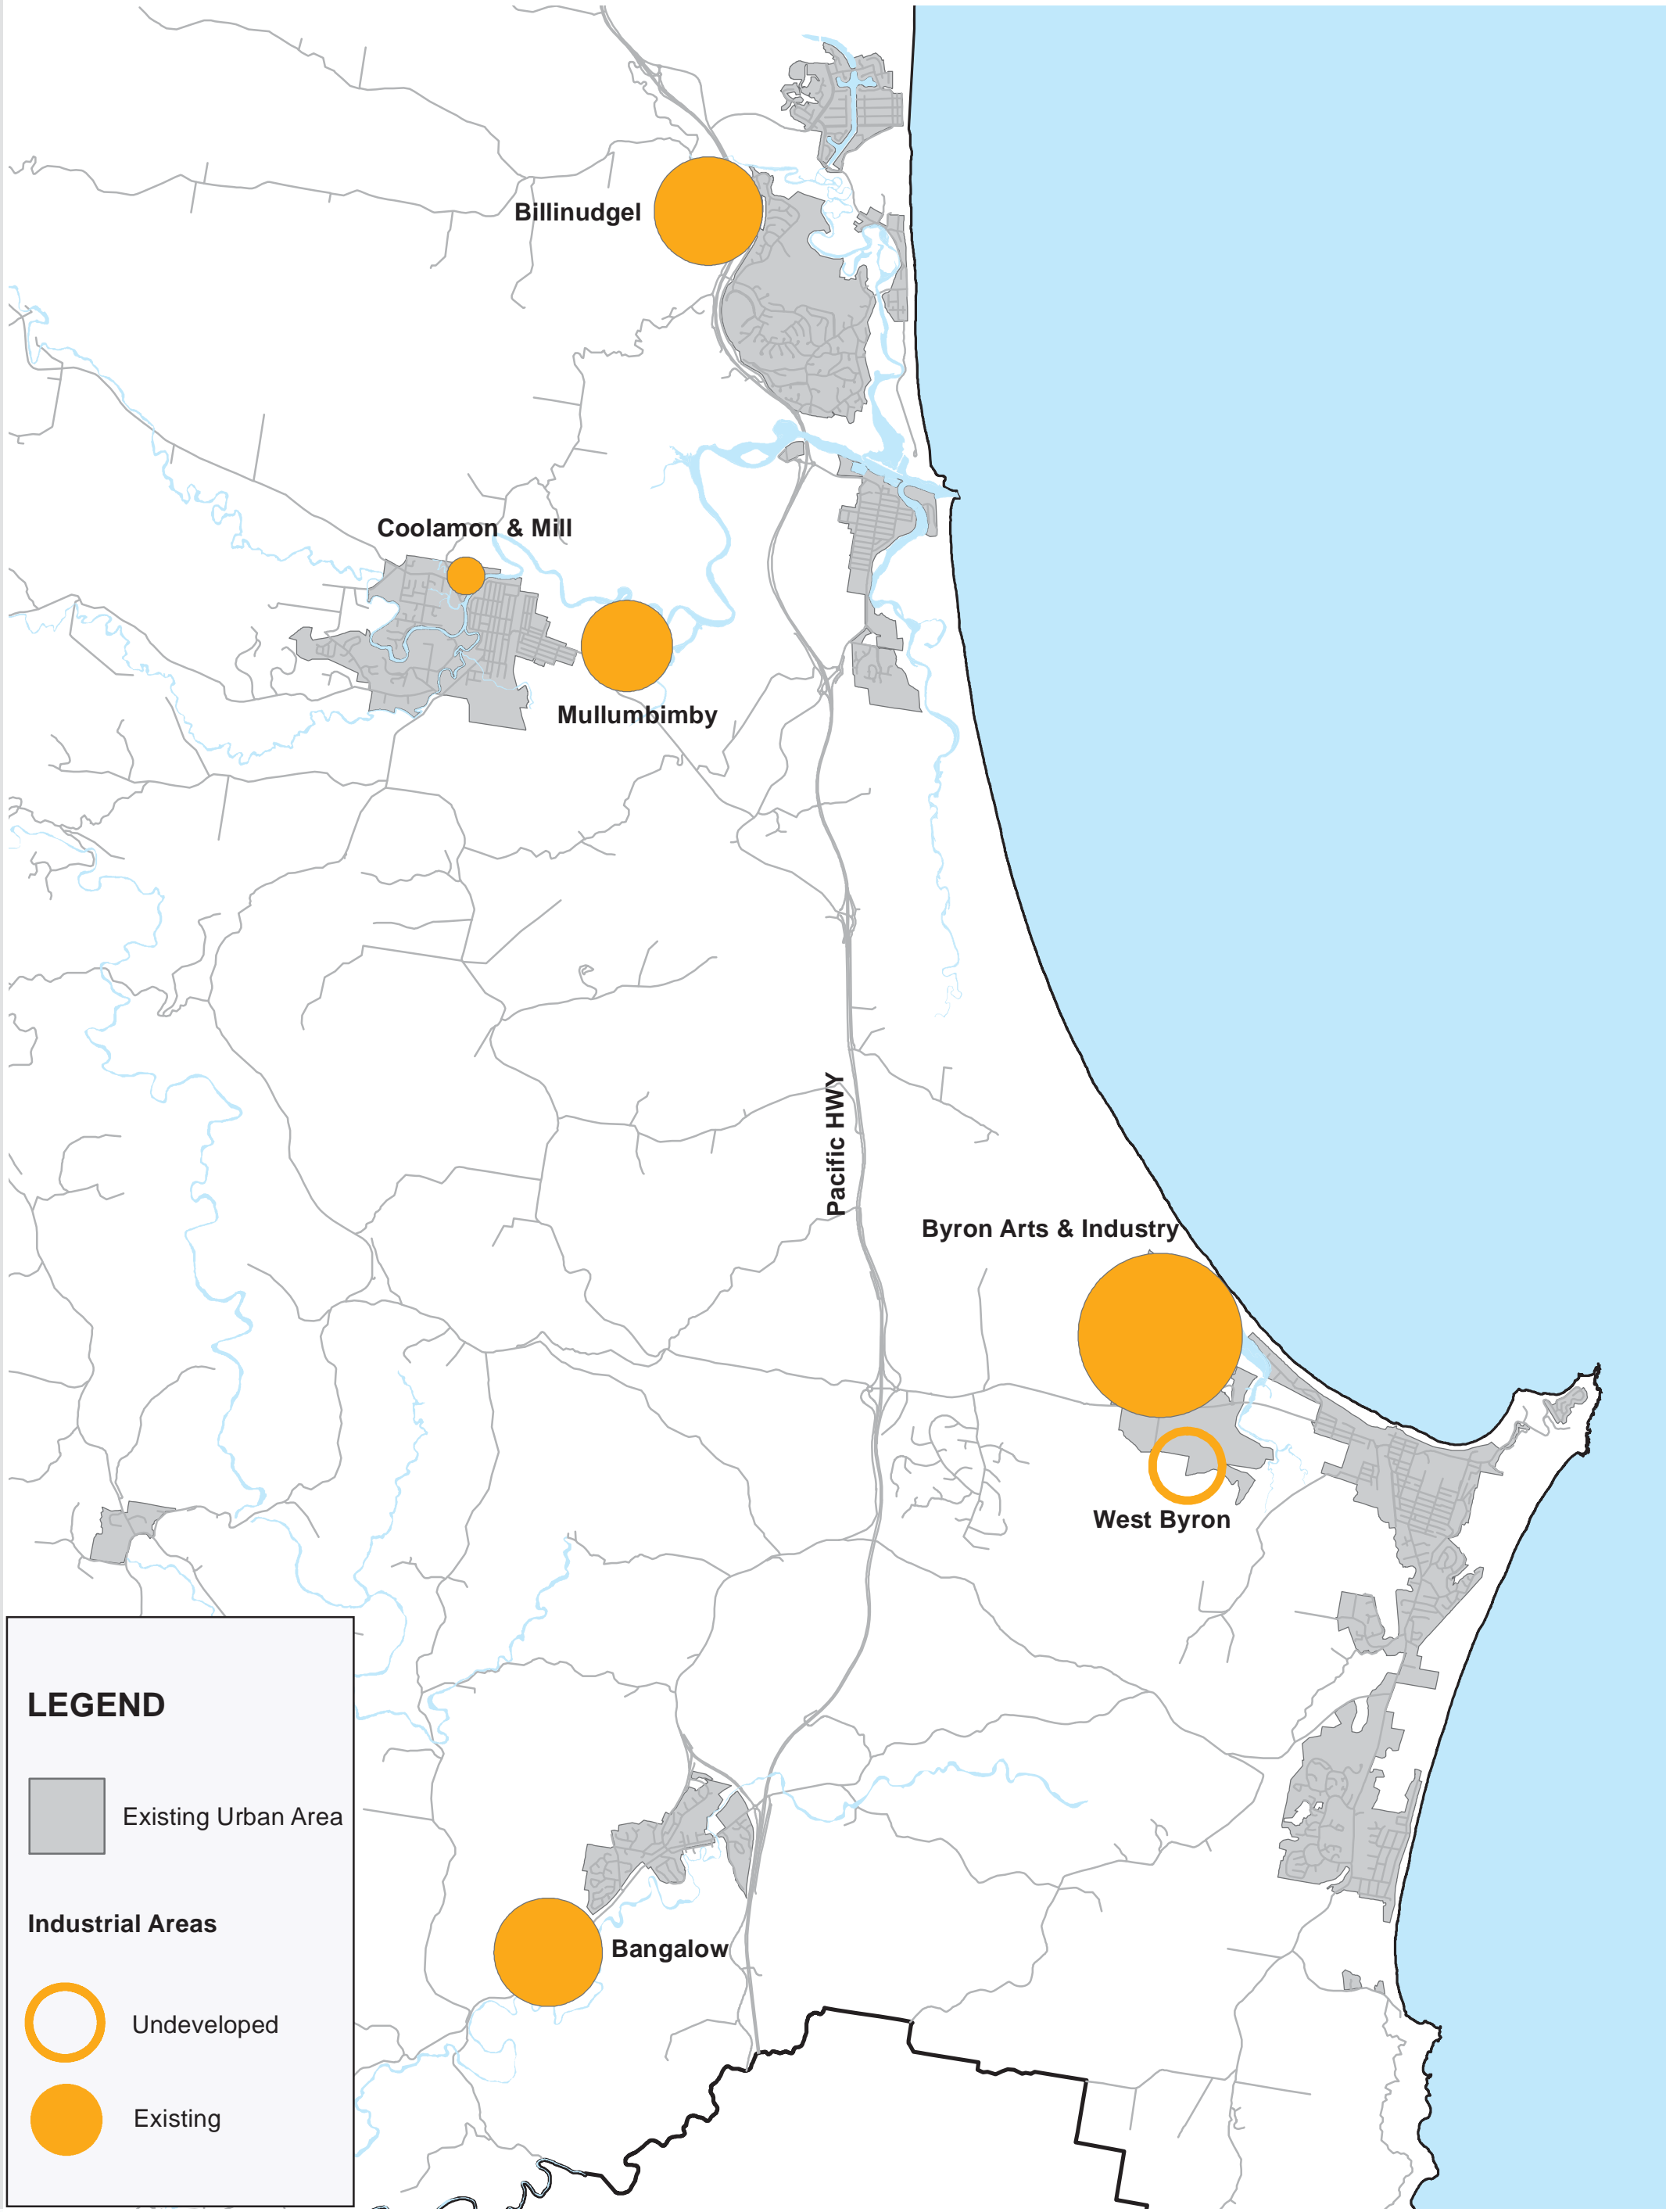 Billinudgel
Coolamon & Mill
Mullumbimby
Pacific HWY
Byron Arts & Industry
West Byron
Bangalow
LEGEND
Existing Urban Area
Industrial Areas
Undeveloped
Existing